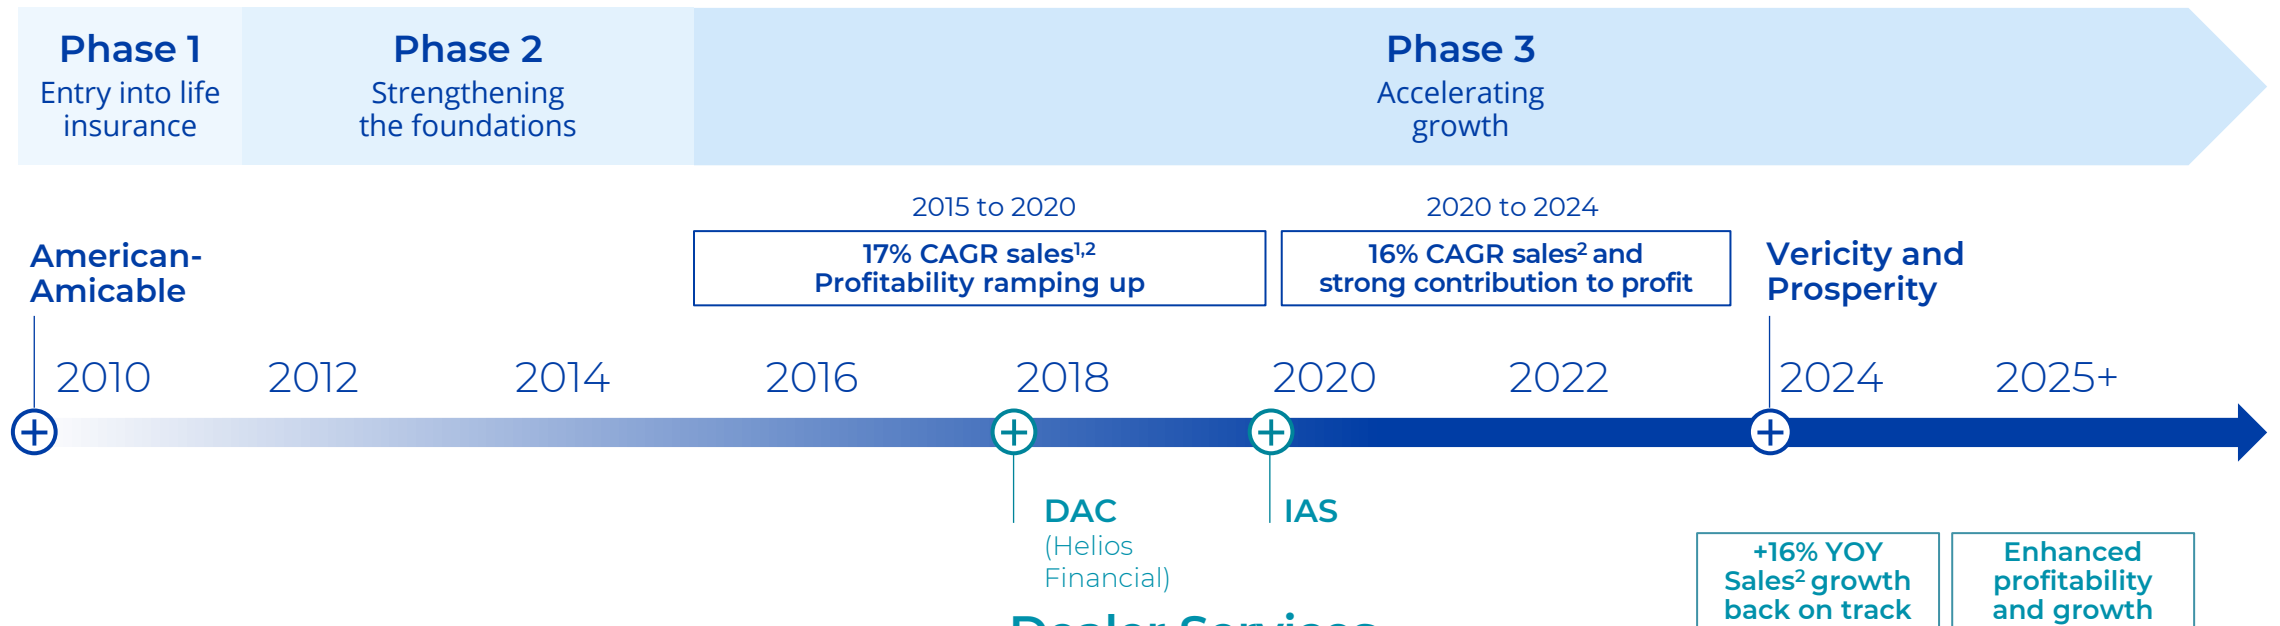 Phase 1
Entry into life
insurance
Phase 2
Strengthening
the foundations
Phase 3
Accelerating
growth
2015 to 2020
17% CAGR sales¹,²
Profitability ramping up
2020 to 2024
16% CAGR sales² and
strong contribution to profit
American-
Amicable
Vericity and
Prosperity
2010
2012
2014
2016
2018
2020
2022
2024
2025+
DAC
(Helios
Financial)
IAS
Dealer Services
+16% YOY
Sales² growth
back on track
Enhanced
profitability
and growth